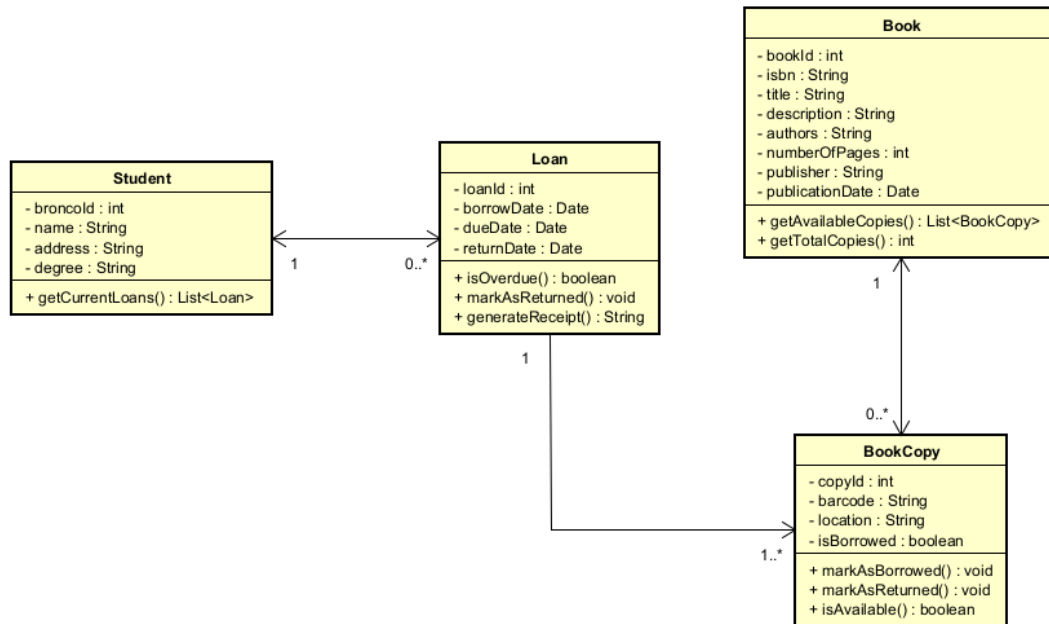 Book
- bookId : int
- isbn : String
- title : String
- description : String
- authors : String
- numberOfPages : int
- publisher : String
- publicationDate : Date
+ getAvailableCopies() : List<BookCopy>
+ getTotalCopies() : int
Student
- broncoId : int
- name : String
- address : String
- degree : String
+ getCurrentLoans() : List<Loan>
1
0..*
Loan
- loanId : int
- borrowDate : Date
- dueDate : Date
- returnDate : Date
+ isOverdue() : boolean
+ markAsReturned() : void
+ generateReceipt() : String
1
1..*
1
0..*
BookCopy
- copyId : int
- barcode : String
- location : String
- isBorrowed : boolean
+ markAsBorrowed() : void
+ markAsReturned() : void
+ isAvailable() : boolean